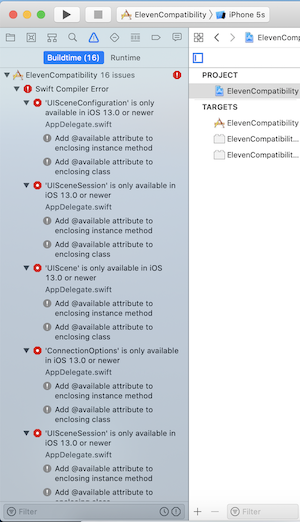 ElevenCompatibility
iPhone 5s
ElevenCo
Buildtime (16)
Runtime
ElevenCompatibility 16 issues
Swift Compiler Error
'UISceneConfiguration' is only
available in iOS 13.0 or newer
AppDelegate.swift
Add @available attribute to
enclosing instance method
Add @available attribute to
enclosing class
'UISceneSession' is only available in
iOS 13.0 or newer
AppDelegate.swift
Add @available attribute to
enclosing instance method
Add @available attribute to
enclosing class
'UIScene' is only available in iOS
13.0 or newer
AppDelegate.swift
Add @available attribute to
enclosing instance method
Add @available attribute to
enclosing class
'ConnectionOptions' is only available
in iOS 13.0 or newer
AppDelegate.swift
Add @available attribute to
enclosing instance method
Add @available attribute to
enclosing class
'UISceneSession' is only available in
iOS 13.0 or newer
AppDelegate.swift
Add @available attribute to
enclosing instance method
Add @available attribute to
enclosing class
Filter
PROJECT
ElevenCompatibility
TARGETS
ElevenCompatibility
ElevenCompatibilit...
ElevenCompatibilit...
Filter